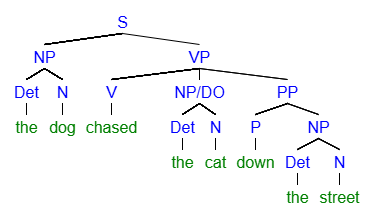 S
NP VP
Det N V NP/DO PP
the dog chased Det N P NP
the cat down Det N
the street